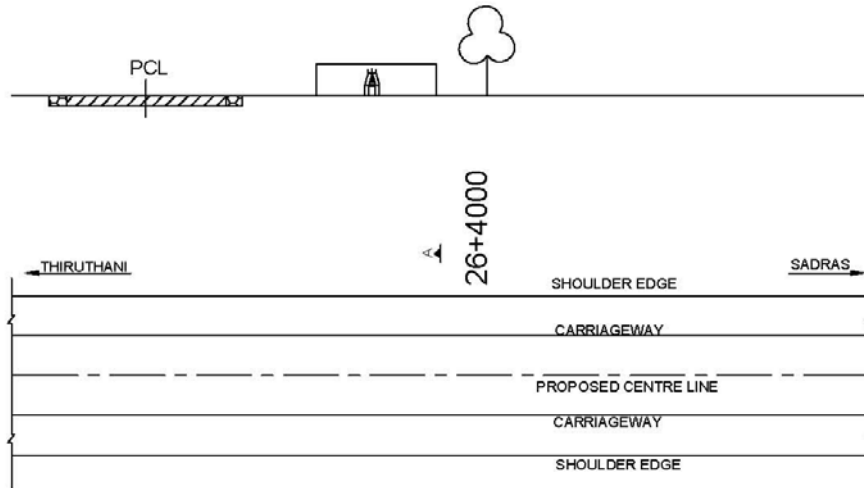 PCL
26+4000
A
THIRUTHANI
SADRAS
SHOULDER EDGE
CARRIAGEWAY
PROPOSED CENTRE LINE
CARRIAGEWAY
SHOULDER EDGE